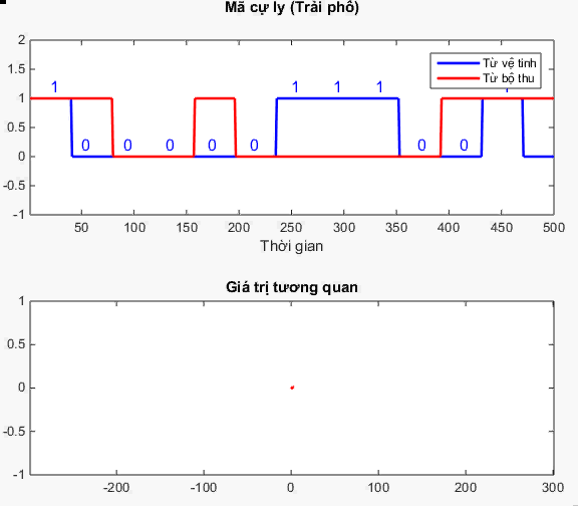 Mã cự ly (Trải phổ)
2
1.5
1
0.5
0
-0.5
-1
1 0 0 0 0 0 1 1 1 0 0 1
Từ vệ tinh
Từ bộ thu
50 100 150 200 250 300 350 400 450 500
Thời gian
Giá trị tương quan
1
0.5
0
-0.5
-1
-200 -100 0 100 200 300